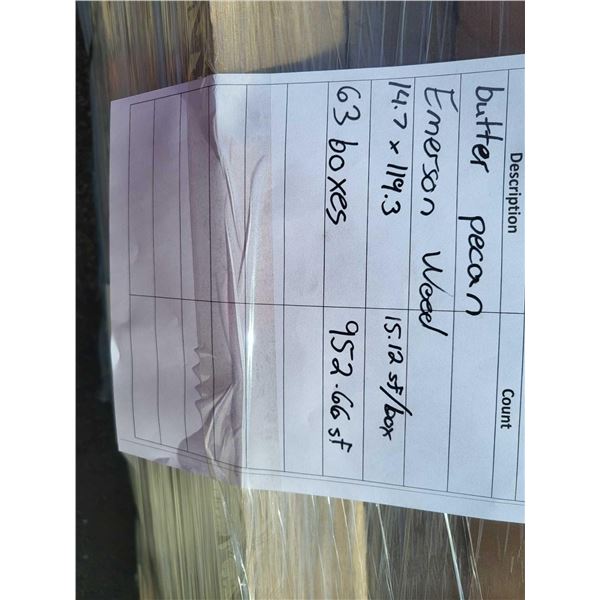 Description Count
butter pecan
Emerson Wood
14.7 x 119.3 15.12 sf/box
63 boxes 952.66 sf